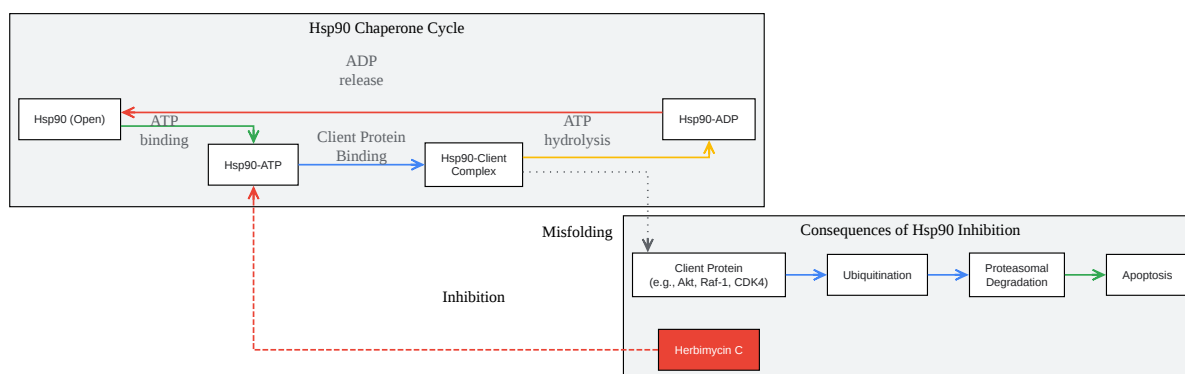 Hsp90 Chaperone Cycle
ADP
release
Hsp90 (Open)
ATP
binding
Hsp90-ATP
Client Protein
Binding
Hsp90-Client
Complex
ATP
hydrolysis
Hsp90-ADP
Misfolding
Inhibition
Consequences of Hsp90 Inhibition
Client Protein
(e.g., Akt, Raf-1, CDK4)
Ubiquitination
Proteasomal
Degradation
Apoptosis
Herbimycin C